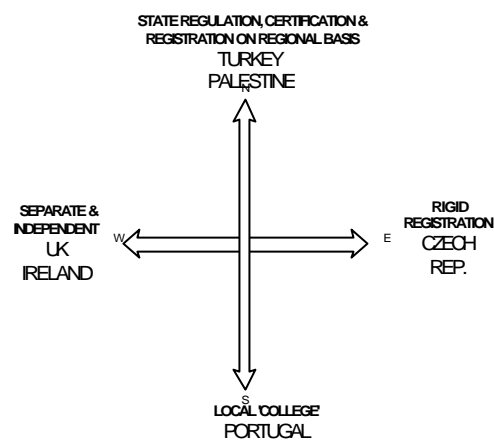 STATE REGULATION, CERTIFICATION &
REGISTRATION ON REGIONAL BASIS
TURKEY
PALESTINE
N
SEPARATE &
INDEPENDENT
UK
IRELAND
W
E
RIGID
REGISTRATION
CZECH
REP.
S
LOCAL 'COLLEGE'
PORTUGAL